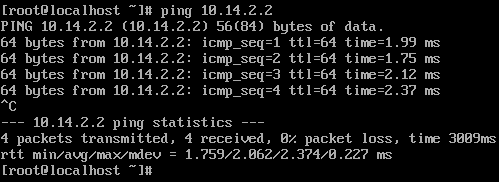 [root@localhost ~]# ping 10.14.2.2
PING 10.14.2.2 (10.14.2.2) 56(84) bytes of data.
64 bytes from 10.14.2.2: icmp_seq=1 ttl=64 time=1.99 ms
64 bytes from 10.14.2.2: icmp_seq=2 ttl=64 time=1.75 ms
64 bytes from 10.14.2.2: icmp_seq=3 ttl=64 time=2.12 ms
64 bytes from 10.14.2.2: icmp_seq=4 ttl=64 time=2.37 ms
^C
--- 10.14.2.2 ping statistics ---
4 packets transmitted, 4 received, 0% packet loss, time 3009ms
rtt min/avg/max/mdev = 1.759/2.062/2.374/0.227 ms
[root@localhost ~]#